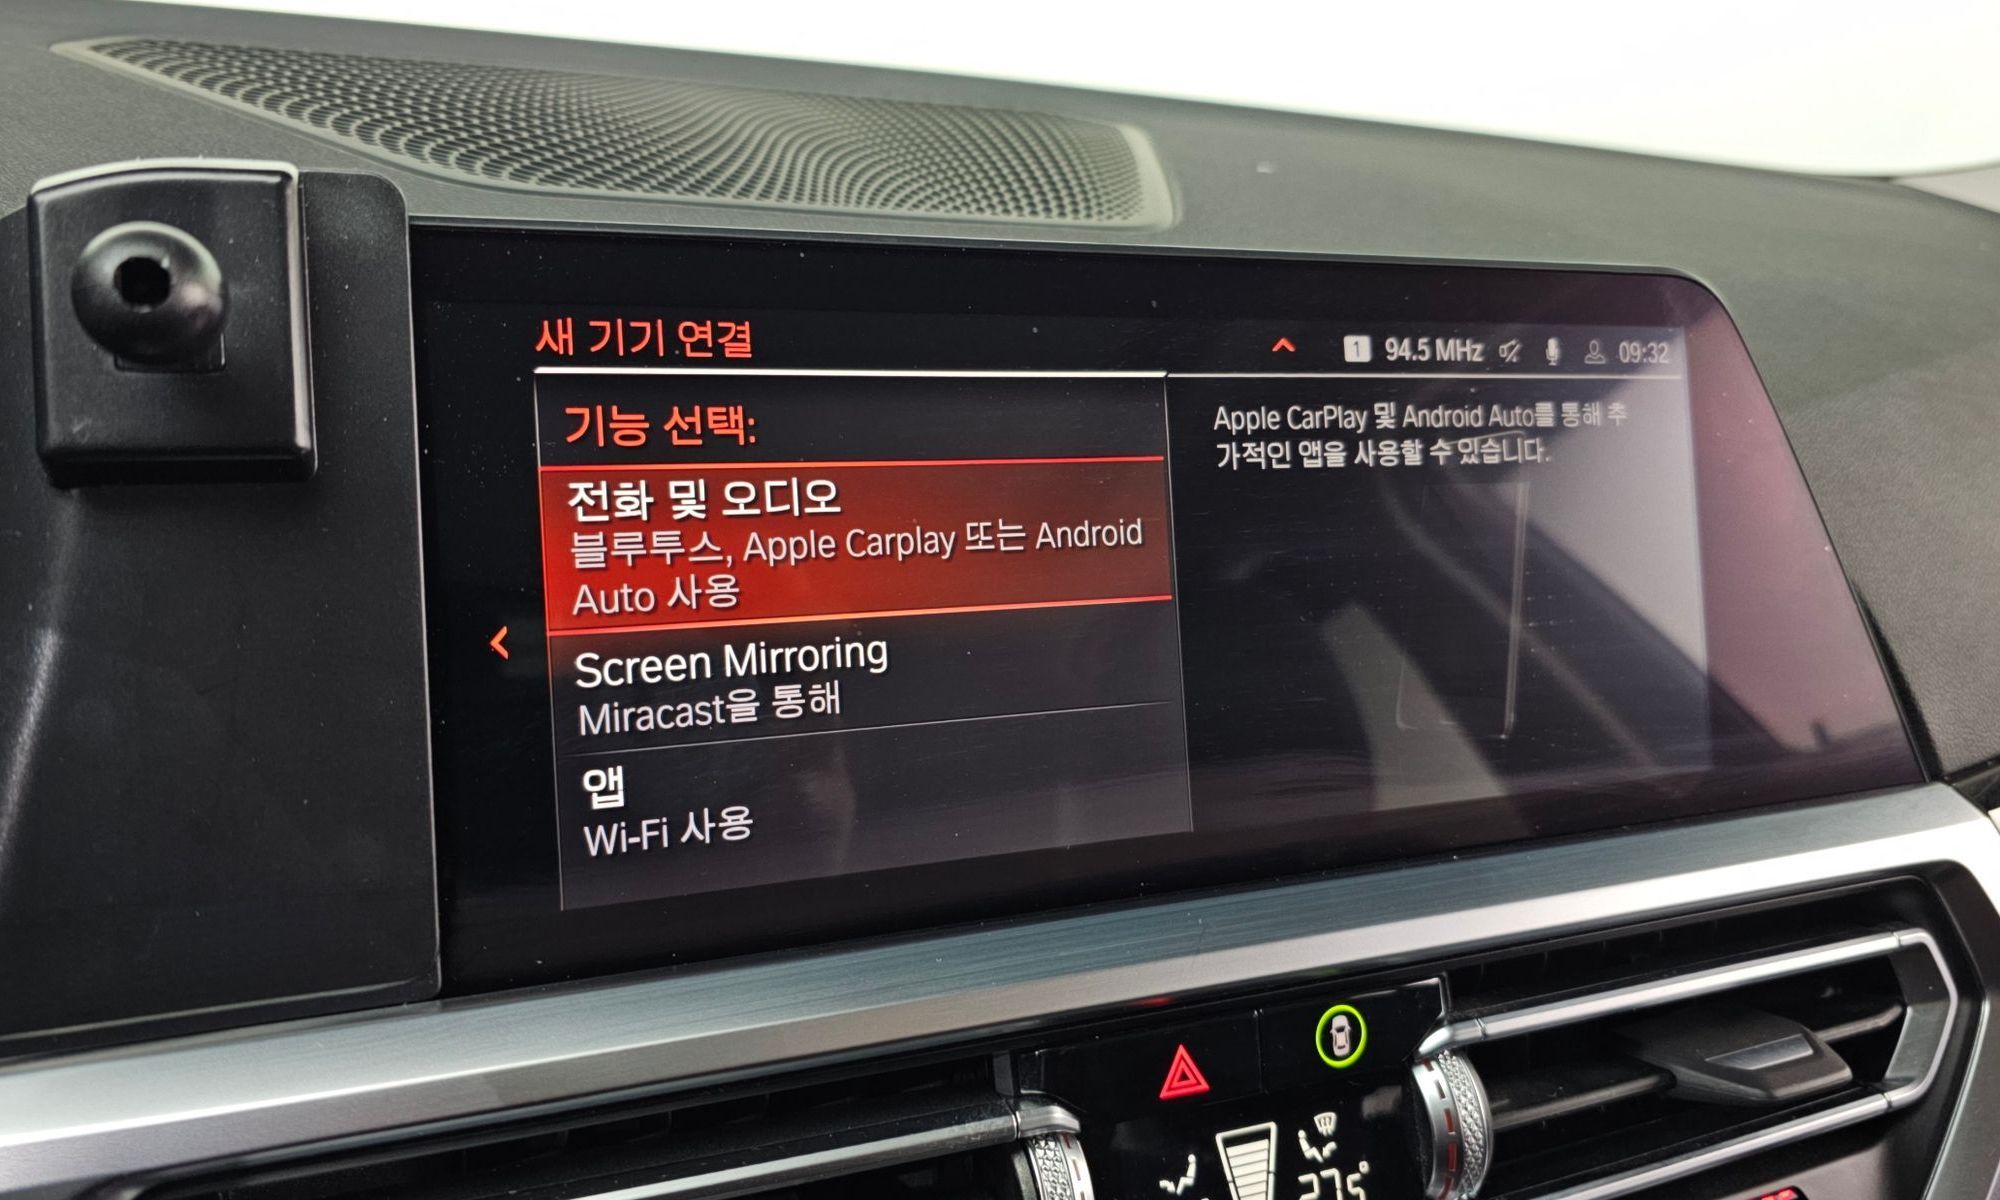 새 기기 연결
1 94.5 MHz 09:32
기능 선택:
전화 및 오디오
블루투스, Apple Carplay 또는 Android
Auto 사용
Screen Mirroring
Miracast을 통해
앱
Wi-Fi 사용
Apple CarPlay 및 Android Auto를 통해 추
가적인 앱을 사용할 수 있습니다.
27.5°